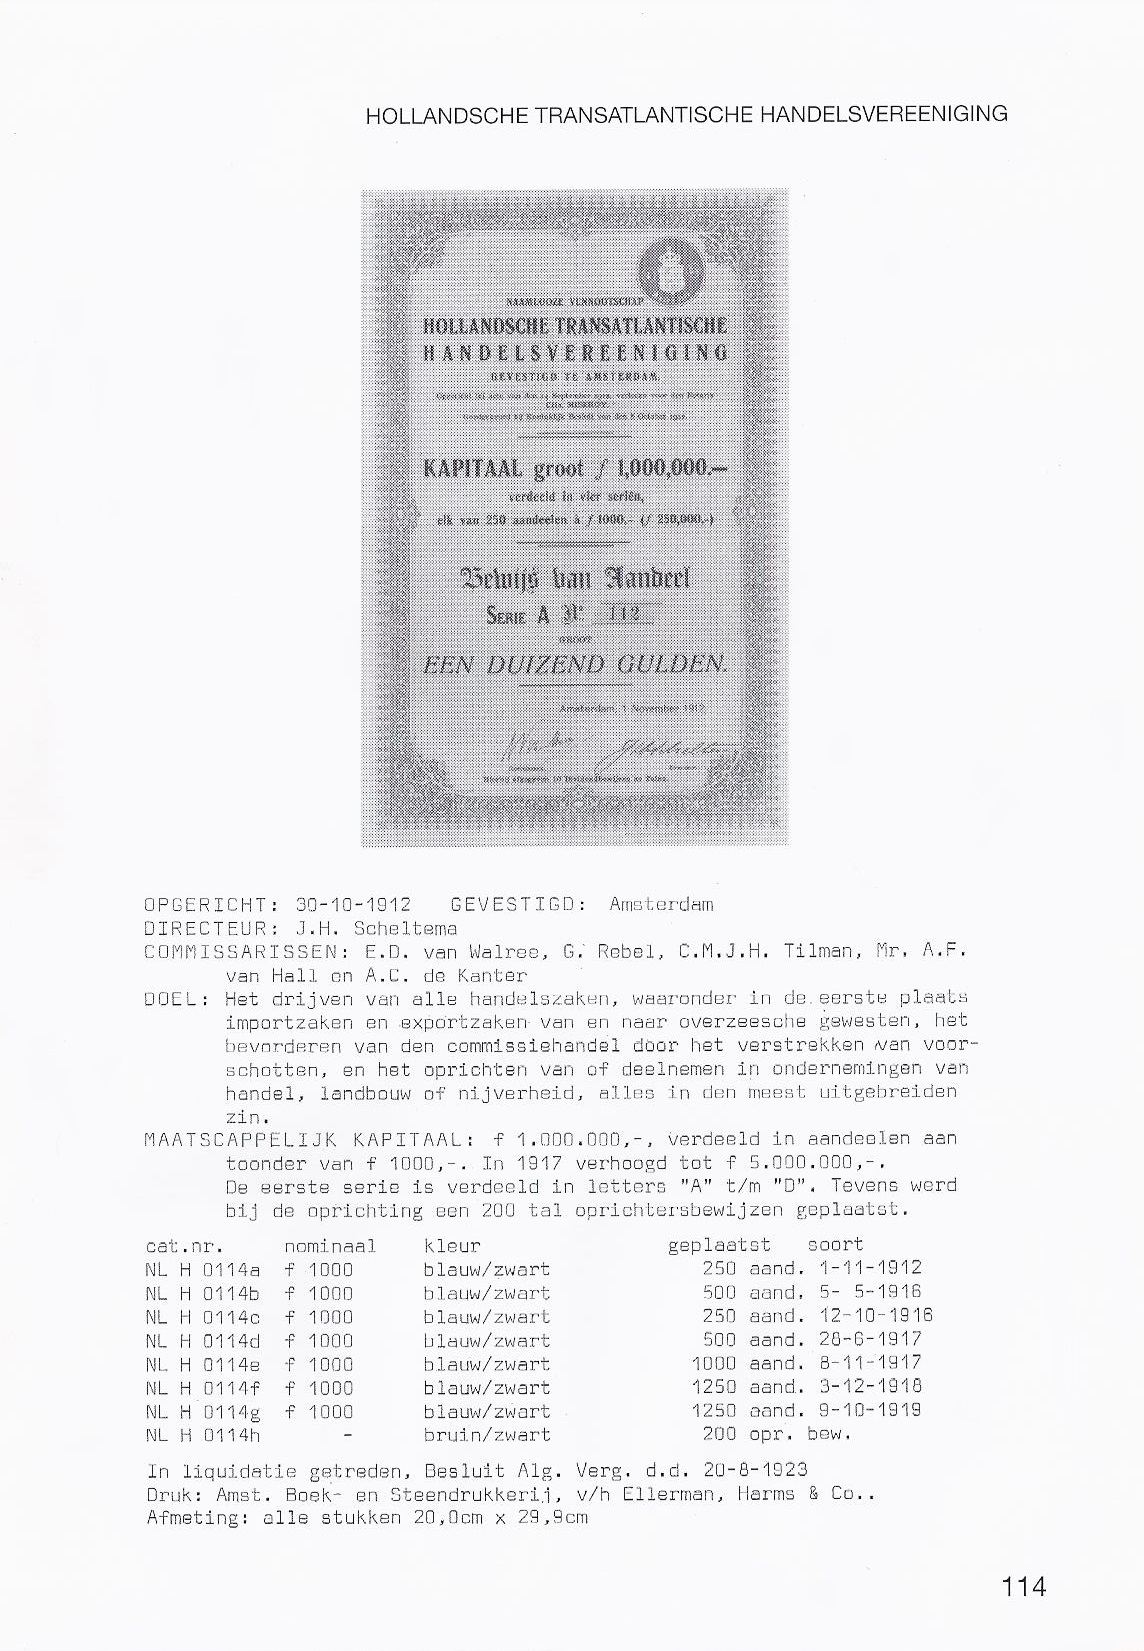 HOLLANDSCHE TRANSATLANTISCHE HANDELSVEREENIGING
NAAMLOOZE VENNOOTSCHAP
HOLLANDSCHE TRANSATLANTISCHE
HANDELSVEREENIGING
GEVESTIGD TE AMSTERDAM.
KAPITAAL groot f 1,000,000.—
verdeeld in vier seriën,
elk van 250 aandeelen à f 1000.- (f 250,000.-)
Bewijs van Aandeel
SERIE A No 112
GROOT
EEN DUIZEND GULDEN.
Amsterdam, 1 November 1912
OPGERICHT: 30-10-1912 GEVESTIGD: Amsterdam
DIRECTEUR: J.H. Scheltema
COMMISSARISSEN: E.D. van Walree, G. Rebel, C.M.J.H. Tilman, Mr. A.F.
van Hall en A.C. de Kanter
DOEL: Het drijven van alle handelszaken, waaronder in de eerste plaats
importzaken en exportzaken van en naar overzeesche gewesten, het
bevorderen van den commissiehandel door het verstrekken van voor-
schotten, en het oprichten van of deelnemen in ondernemingen van
handel, landbouw of nijverheid, alles in den meest uitgebreiden
zin.
MAATSCAPPELIJK KAPITAAL: f 1.000.000,-, verdeeld in aandeelen aan
toonder van f 1000,-. In 1917 verhoogd tot f 5.000.000,-.
De eerste serie is verdeeld in letters "A" t/m "D". Tevens werd
bij de oprichting een 200 tal oprichtersbewijzen geplaatst.
cat.nr. nominaal kleur geplaatst soort
NL H 0114a f 1000 blauw/zwart 250 aand. 1-11-1912
NL H 0114b f 1000 blauw/zwart 500 aand. 5- 5-1916
NL H 0114c f 1000 blauw/zwart 250 aand. 12-10-1916
NL H 0114d f 1000 blauw/zwart 500 aand. 28-6-1917
NL H 0114e f 1000 blauw/zwart 1000 aand. 8-11-1917
NL H 0114f f 1000 blauw/zwart 1250 aand. 3-12-1918
NL H 0114g f 1000 blauw/zwart 1250 aand. 9-10-1919
NL H 0114h - bruin/zwart 200 opr. bew.
In liquidatie getreden, Besluit Alg. Verg. d.d. 20-8-1923
Druk: Amst. Boek- en Steendrukkerij, v/h Ellerman, Harms & Co..
Afmeting: alle stukken 20,0cm x 29,9cm
114